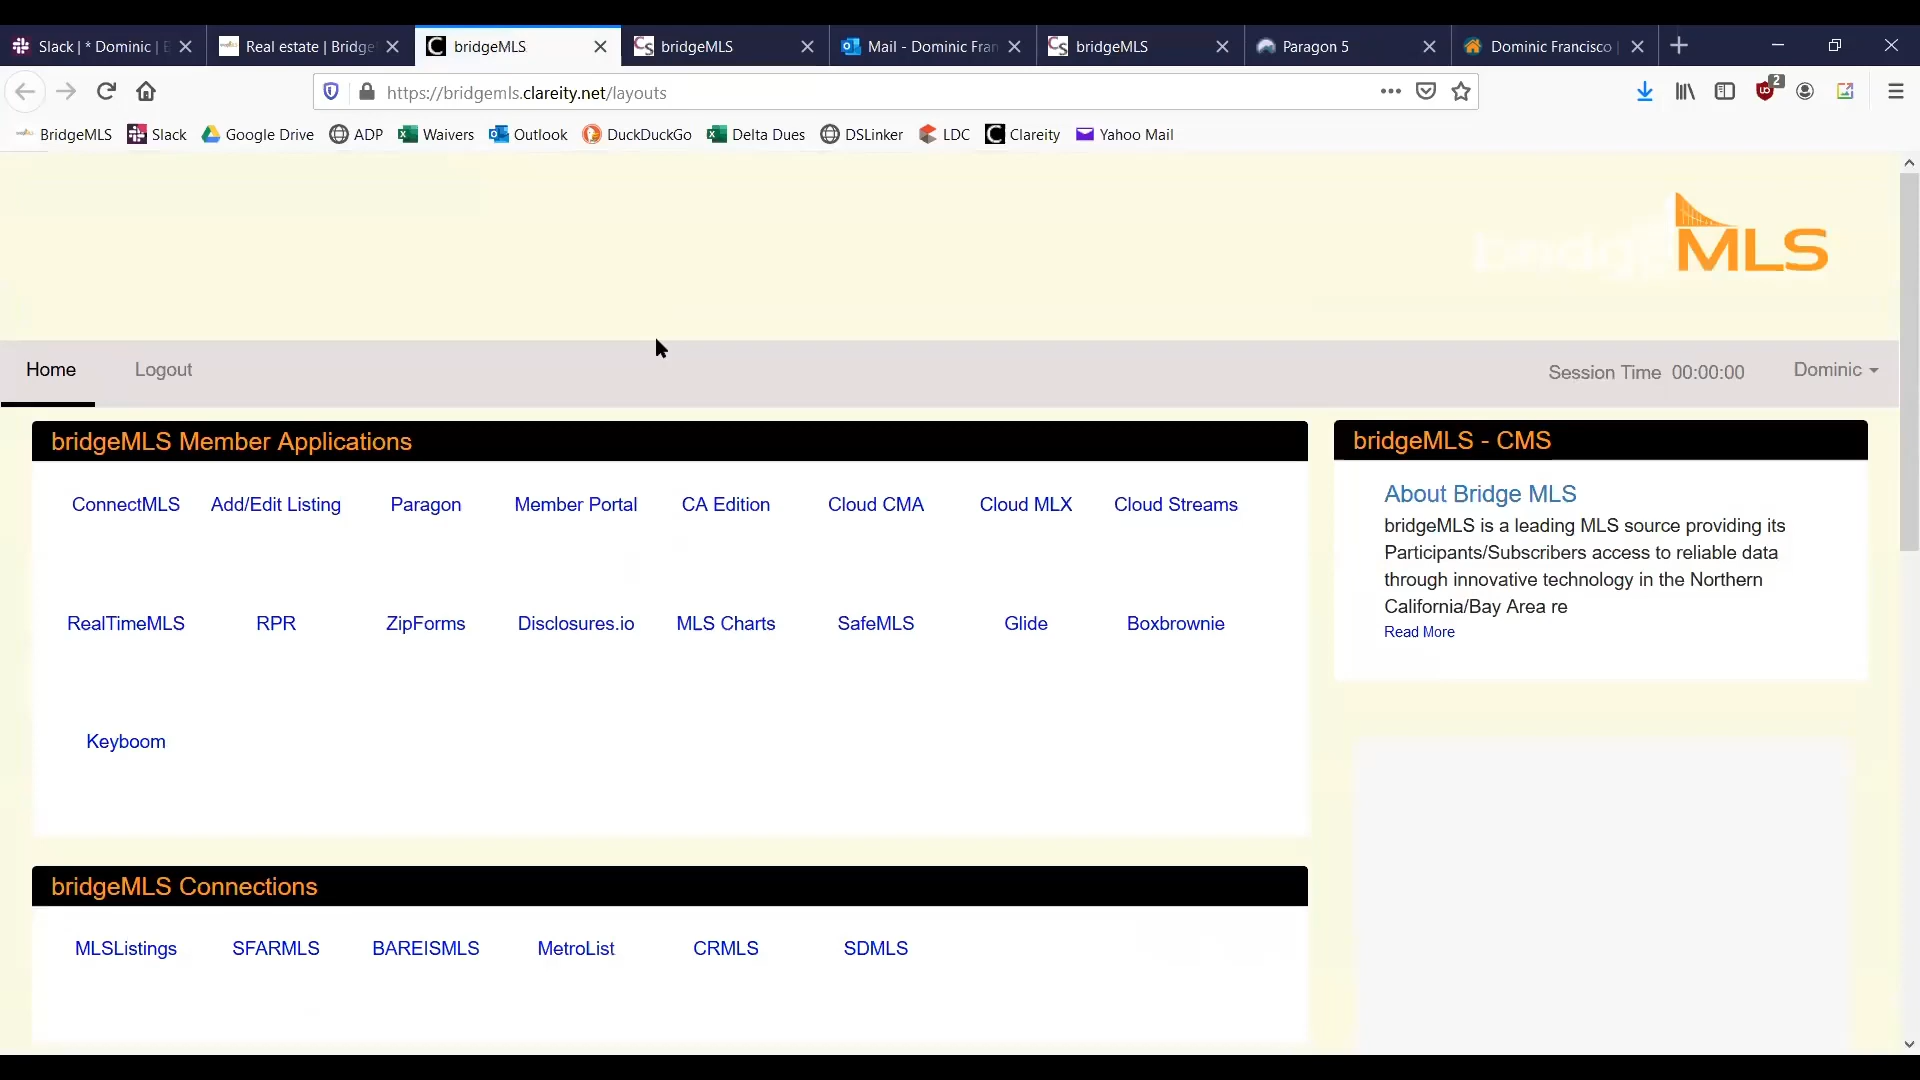 Slack | * Dominic |
Real estate | Bridge
bridgeMLS
bridgeMLS
Mail - Dominic Fran
bridgeMLS
Paragon 5
Dominic Francisco |
https://bridgemls.clareity.net/layouts
2
BridgeMLS
Slack
Google Drive
ADP
Waivers
Outlook
DuckDuckGo
Delta Dues
DSLinker
LDC
Clareity
Yahoo Mail
bridgeMLS
Home
Logout
Session Time 00:00:00
Dominic
bridgeMLS Member Applications
ConnectMLS
Add/Edit Listing
Paragon
Member Portal
CA Edition
Cloud CMA
Cloud MLX
Cloud Streams
RealTimeMLS
RPR
ZipForms
Disclosures.io
MLS Charts
SafeMLS
Glide
Boxbrownie
Keyboom
bridgeMLS Connections
MLSListings
SFARMLS
BAREISMLS
MetroList
CRMLS
SDMLS
bridgeMLS - CMS
About Bridge MLS
bridgeMLS is a leading MLS source providing its
Participants/Subscribers access to reliable data
through innovative technology in the Northern
California/Bay Area re
Read More